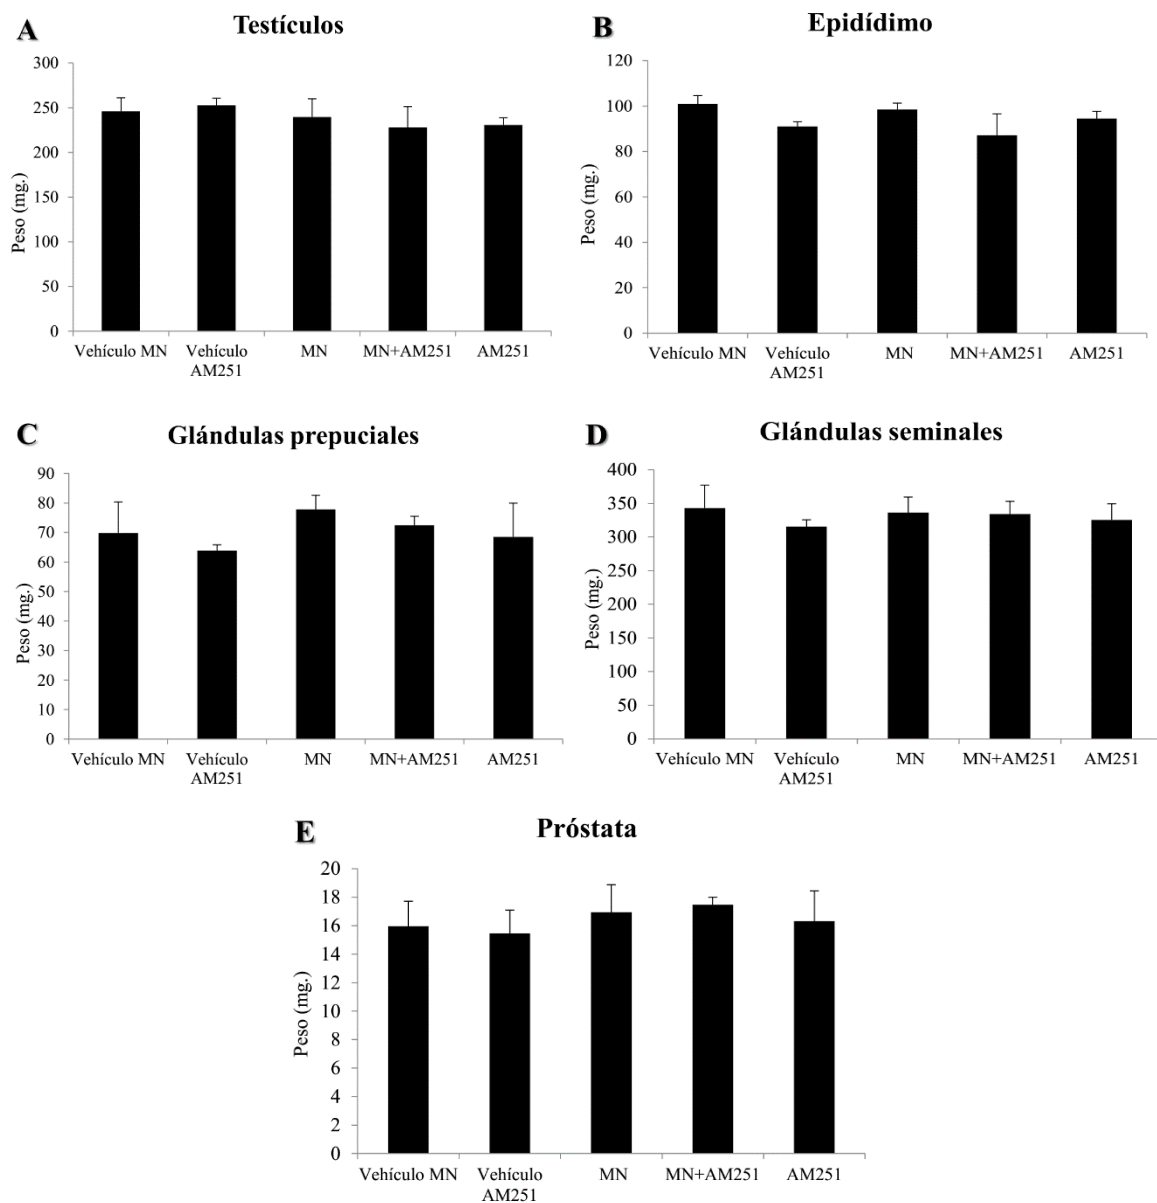 A
Testículos
300
250
200
150
100
50
0
Peso (mg.)
Vehículo MN
Vehículo
AM251
MN
MN+AM251
AM251
B
Epidídimo
120
100
80
60
40
20
0
Peso (mg.)
Vehículo MN
Vehículo
AM251
MN
MN+AM251
AM251
C
Glándulas prepuciales
90
80
70
60
50
40
30
20
10
0
Peso (mg.)
Vehículo MN
Vehículo
AM251
MN
MN+AM251
AM251
D
Glándulas seminales
400
350
300
250
200
150
100
50
0
Peso (mg.)
Vehículo MN
Vehículo
AM251
MN
MN+AM251
AM251
E
Próstata
20
18
16
14
12
10
8
6
4
2
0
Peso (mg.)
Vehículo MN
Vehículo
AM251
MN
MN+AM251
AM251